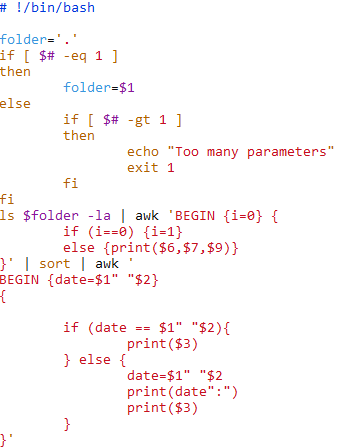 # !/bin/bash

folder='.'
if [ $# -eq 1 ]
then
        folder=$1
else
        if [ $# -gt 1 ]
        then
                echo "Too many parameters"
                exit 1
        fi
fi
ls $folder -la | awk 'BEGIN {i=0} {
        if (i==0) {i=1}
        else {print($6,$7,$9)}
}' | sort | awk '
BEGIN {date=$1" "$2}
{

        if (date == $1" "$2){
                print($3)
        } else {
                date=$1" "$2
                print(date":")
                print($3)
        }
}'